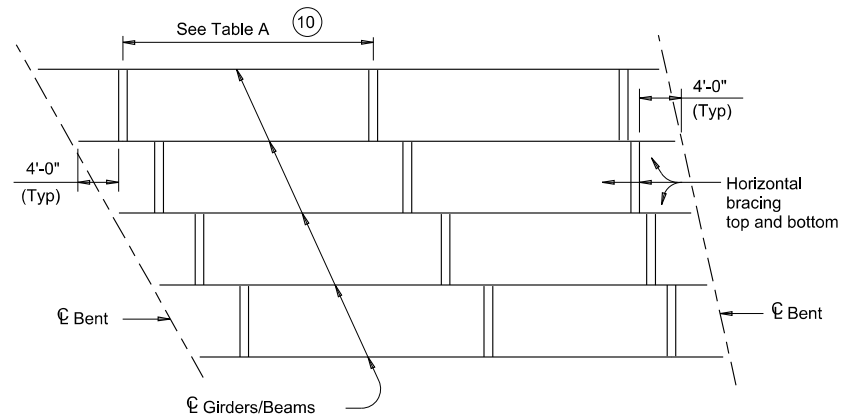 See Table A 10
4'-0"
(Typ)
4'-0"
(Typ)
Horizontal
bracing
top and bottom
℄ Bent
℄ Bent
℄ Girders/Beams